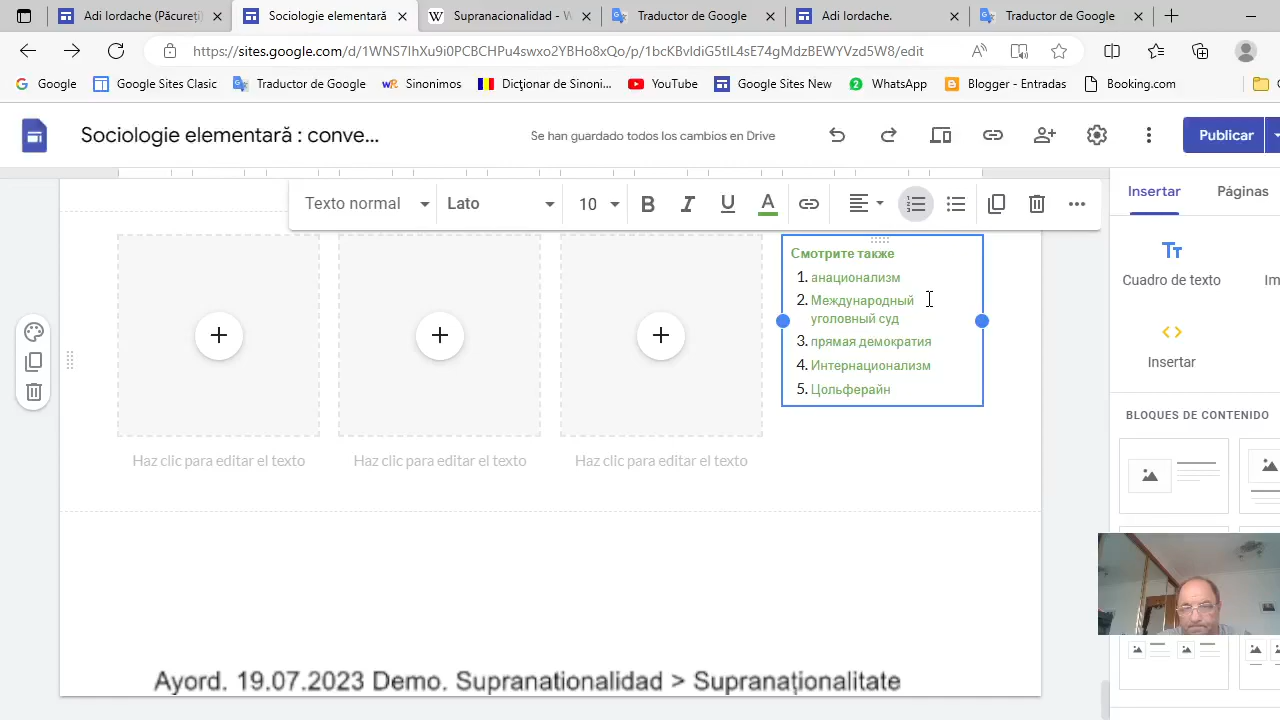 Adi Iordache (Păcureți)
Sociologie elementară
Supranacionalidad - W
Traductor de Google
Adi Iordache.
Traductor de Google
https://sites.google.com/d/1WNS7IhXu9i0PCBCHPu4swxo2YBHo8xQo/p/1bcKBvIdiG5tIL4sE74gMdzBEWYVzd5W8/edit
Google
Google Sites Clasic
Traductor de Google
Sinonimos
Dicţionar de Sinoni...
YouTube
Google Sites New
WhatsApp
Blogger - Entradas
Booking.com
Sociologie elementară : conve...
Se han guardado todos los cambios en Drive
Publicar
Texto normal
Lato
10
B I U A
Insertar
Páginas
Смотрите также
1. анационализм
2. Международный
уголовный суд
3. прямая демократия
4. Интернационализм
5. Цольферайн
Tт
Cuadro de texto
Im
Insertar
BLOQUES DE CONTENIDO
Haz clic para editar el texto
Haz clic para editar el texto
Haz clic para editar el texto
Ayord. 19.07.2023 Demo. Supranationalidad > Supranaționalitate